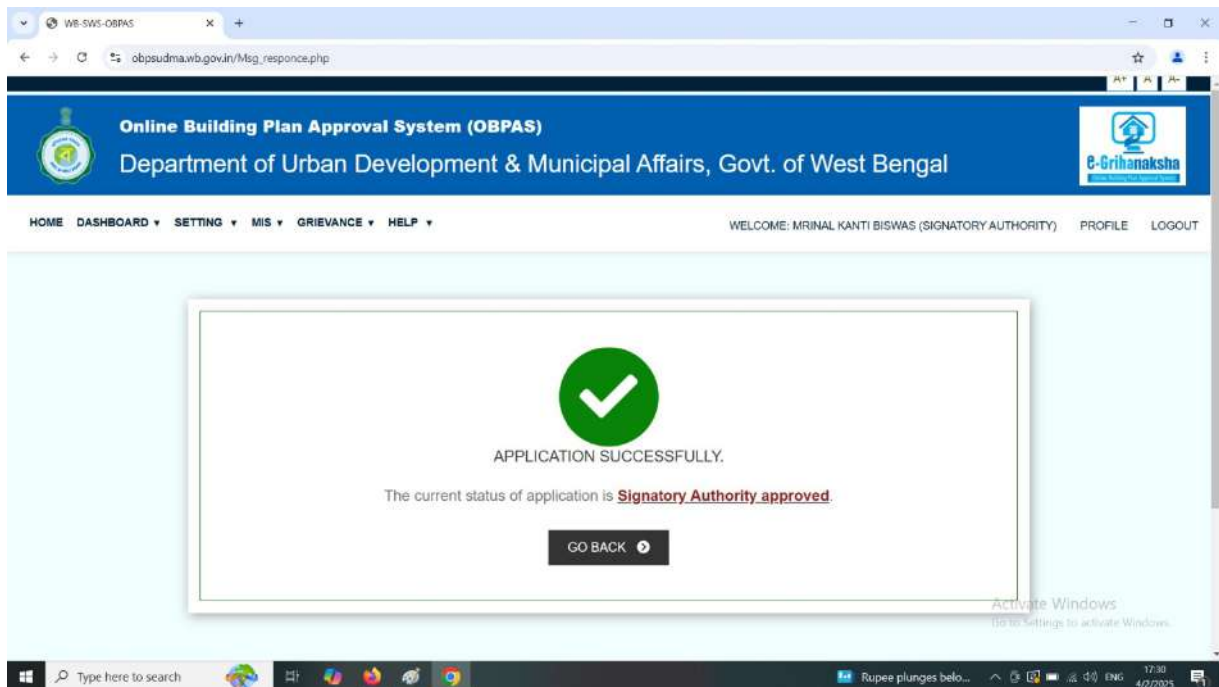 WB-SWS-OBPAS
obpsudma.wb.gov.in/Msg_responce.php
A+ A A-
Online Building Plan Approval System (OBPAS)
Department of Urban Development & Municipal Affairs, Govt. of West Bengal
e-Grihanaksha
HOME DASHBOARD SETTING MIS GRIEVANCE HELP
WELCOME: MRINAL KANTI BISWAS (SIGNATORY AUTHORITY) PROFILE LOGOUT
APPLICATION SUCCESSFULLY.
The current status of application is Signatory Authority approved.
GO BACK
Activate Windows
Go to Settings to activate Windows.
Type here to search
Rupee plunges belo...
ENG
17:30
4/2/2025